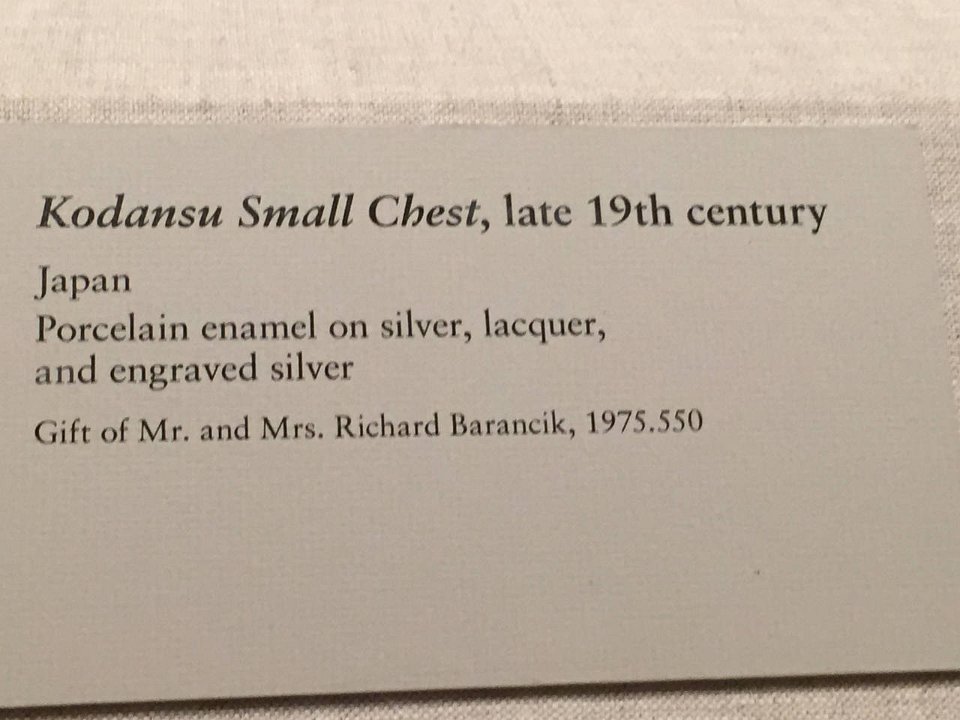 Kodansu Small Chest, late 19th century
Japan
Porcelain enamel on silver, lacquer,
and engraved silver
Gift of Mr. and Mrs. Richard Barancik, 1975.550